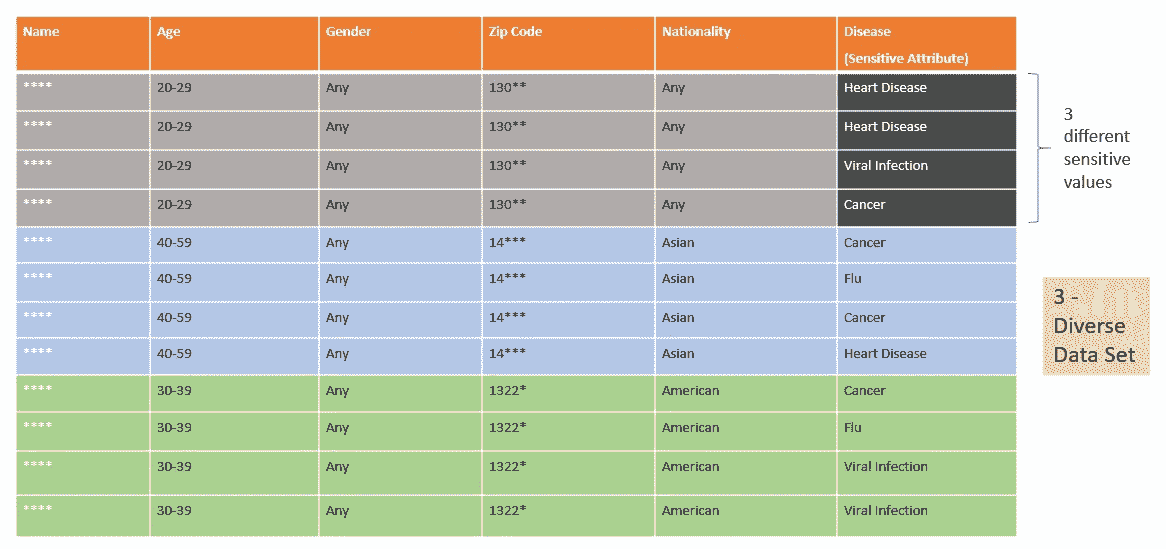 Name Age Gender Zip Code Nationality Disease
(Sensitive Attribute)
**** 20-29 Any 130** Any Heart Disease
**** 20-29 Any 130** Any Heart Disease
**** 20-29 Any 130** Any Viral Infection
**** 20-29 Any 130** Any Cancer
**** 40-59 Any 14*** Asian Cancer
**** 40-59 Any 14*** Asian Flu
**** 40-59 Any 14*** Asian Cancer
**** 40-59 Any 14*** Asian Heart Disease
**** 30-39 Any 1322* American Cancer
**** 30-39 Any 1322* American Flu
**** 30-39 Any 1322* American Viral Infection
**** 30-39 Any 1322* American Viral Infection
3
different
sensitive
values
3 -
Diverse
Data Set